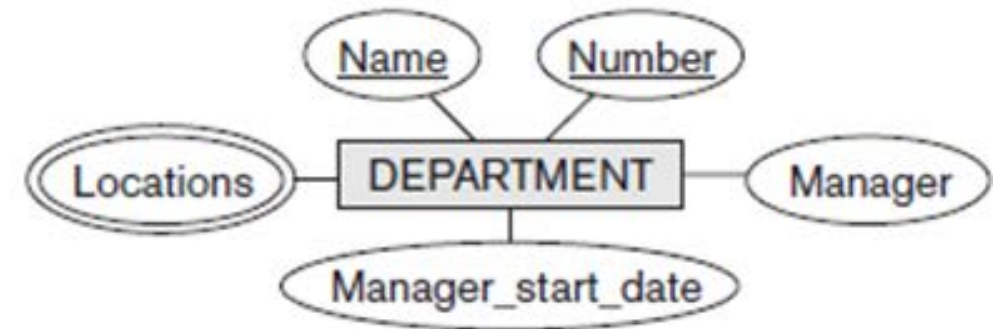 Name
Number
Locations
DEPARTMENT
Manager
Manager_start_date